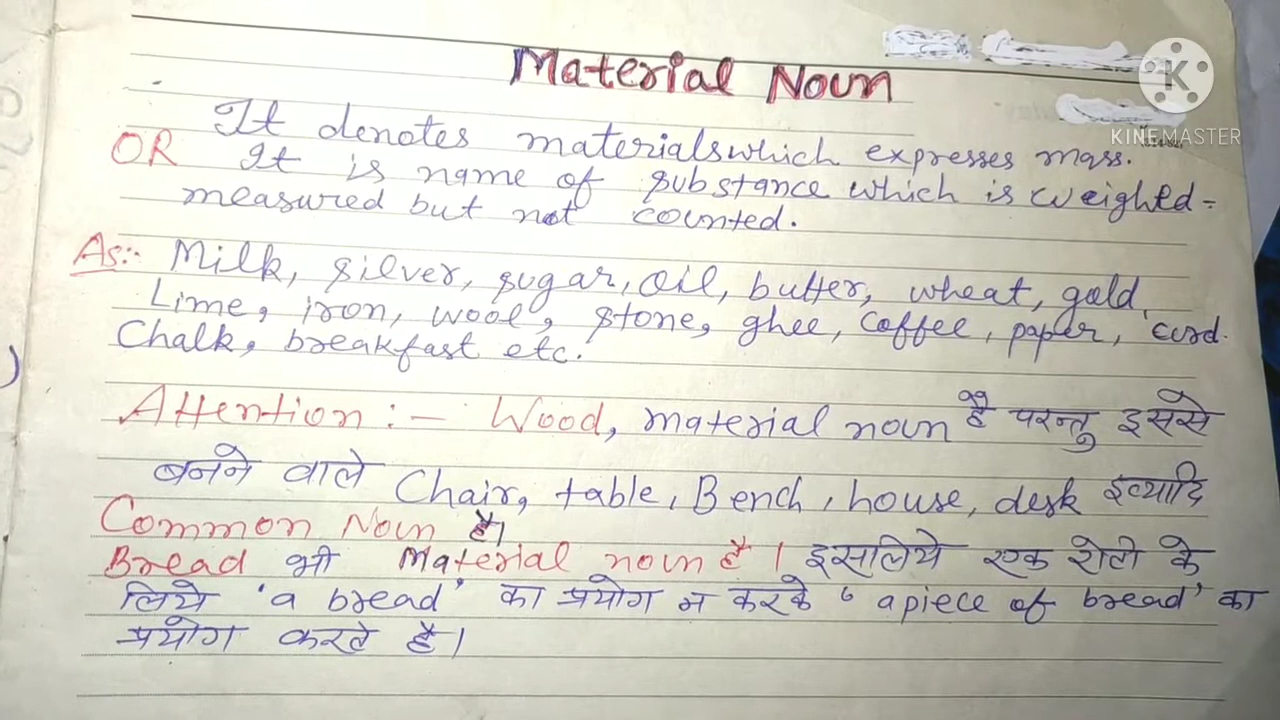 Material Noun
It denotes materials which expresses mass.
OR It is name of substance which is weighed-
measured but not counted.
As:- Milk, silver, sugar, oil, butter, wheat, gold,
Lime, iron, wool, stone, ghee, coffee, paper, curd.
Chalk, breakfast etc.
Attention :- Wood, material noun है परन्तु इससे
बनने वाले Chair, table, Bench, house, desk इत्यादि
Common Noun है।
Bread भी Material noun है। इसलिये एक रोटी के
लिये 'a bread' का प्रयोग न करके 'a piece of bread' का
प्रयोग करते है।
K
KINEMASTER